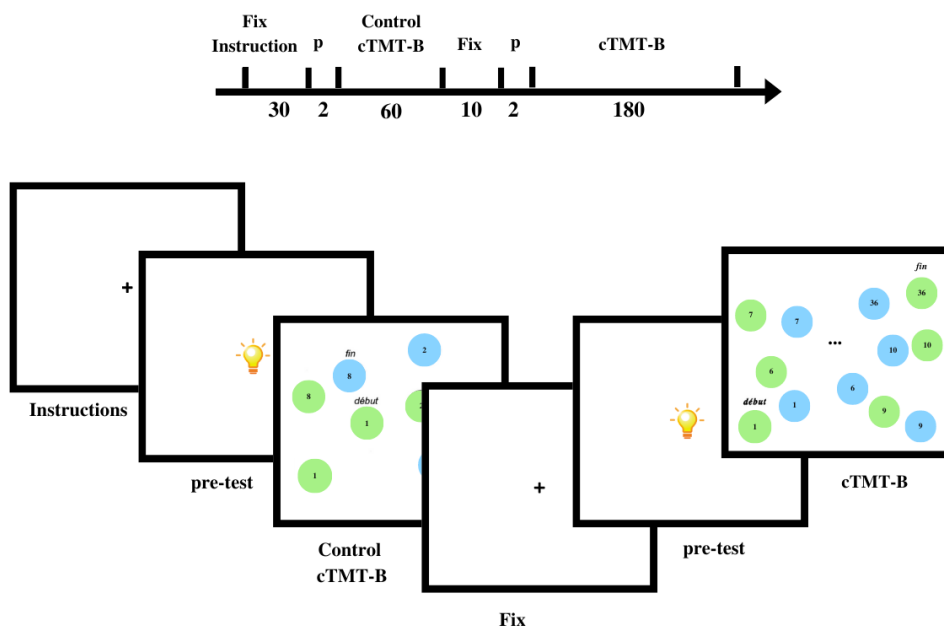 Fix
Instruction
p
Control
cTMT-B
Fix
p
cTMT-B
30
2
60
10
2
180
+
Instructions
pre-test
fin
8
2
8
début
1
1
Control
cTMT-B
+
Fix
pre-test
fin
36
36
7
7
...
10
10
6
6
début
1
1
9
9
cTMT-B